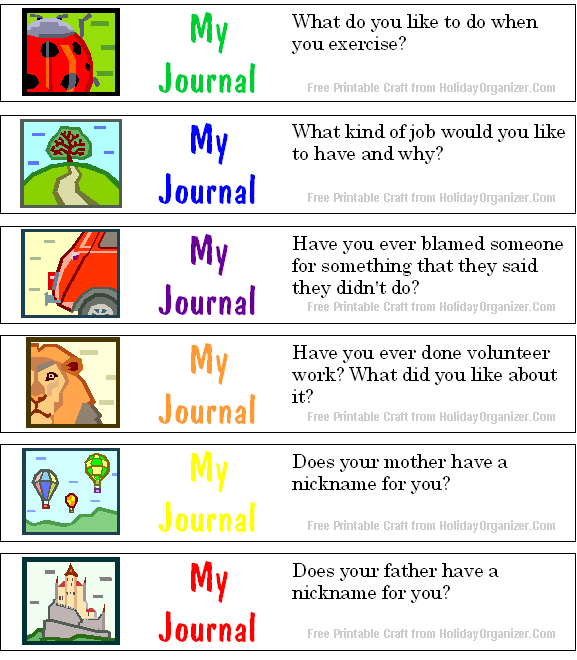 My
Journal
What do you like to do when
you exercise?
Free Printable Craft from HolidayOrganizer.Com
My
Journal
What kind of job would you like
to have and why?
Free Printable Craft from HolidayOrganizer.Com
My
Journal
Have you ever blamed someone
for something that they said
they didn't do?
Free Printable Craft from HolidayOrganizer.Com
My
Journal
Have you ever done volunteer
work? What did you like about
it?
Free Printable Craft from HolidayOrganizer.Com
My
Journal
Does your mother have a
nickname for you?
Free Printable Craft from HolidayOrganizer.Com
My
Journal
Does your father have a
nickname for you?
Free Printable Craft from HolidayOrganizer.Com